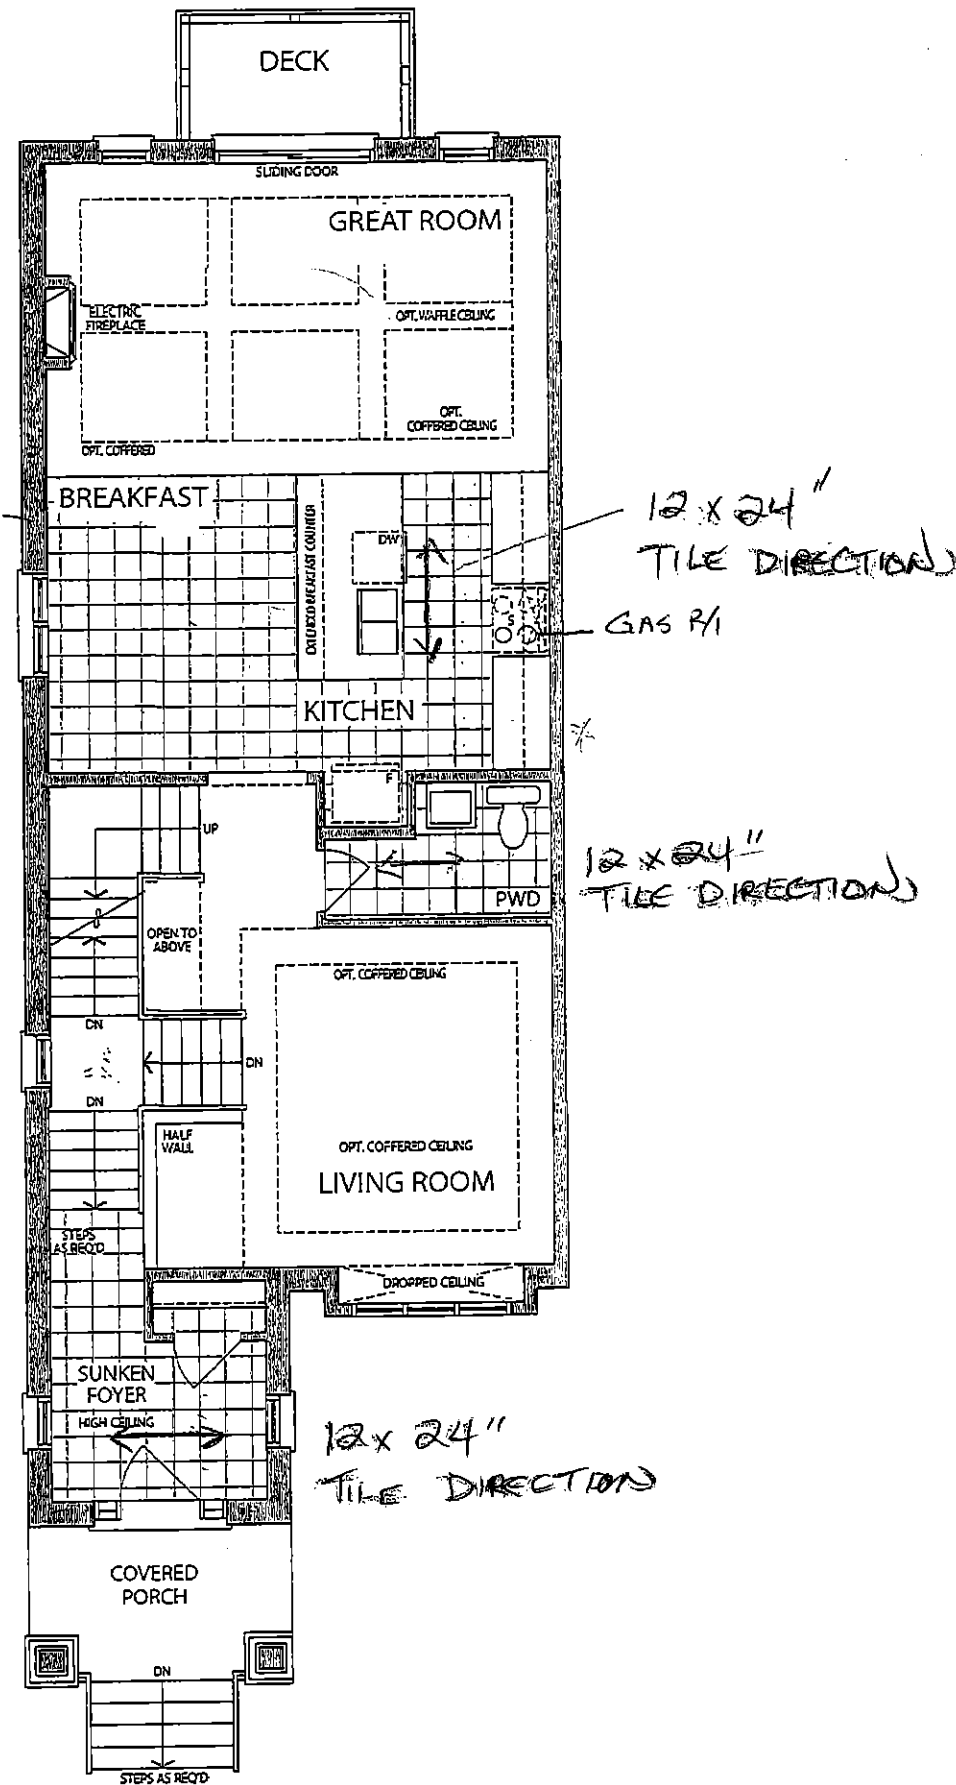 DECK
SLIDING DOOR
GREAT ROOM
ELECTRIC
FIREPLACE
OPT. WAFFLE CEILING
OPT.
COFFERED CEILING
OPT. COFFERED
BREAKFAST
EXTENDED BREAKFAST COUNTER
DW
12 x 24"
TILE DIRECTION
S
GAS R/I
KITCHEN
F
UP
12 x 24"
TILE DIRECTION
PWD
OPEN TO
ABOVE
OPT. COFFERED CEILING
DN
DN
DN
HALF
WALL
OPT. COFFERED CEILING
LIVING ROOM
STEPS
AS REQ'D
DROPPED CEILING
SUNKEN
FOYER
HIGH CEILING
12 x 24"
TILE DIRECTION
COVERED
PORCH
DN
STEPS AS REQ'D